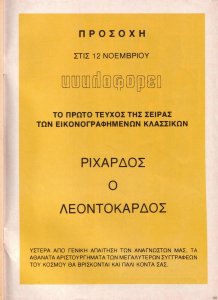 ΠΡΟΣΟΧΗ
ΣΤΙΣ 12 ΝΟΕΜΒΡΙΟΥ
κυκλοφορει
ΤΟ ΠΡΩΤΟ ΤΕΥΧΟΣ ΤΗΣ ΣΕΙΡΑΣ
ΤΩΝ ΕΙΚΟΝΟΓΡΑΦΗΜΕΝΩΝ ΚΛΑΣΣΙΚΩΝ
ΡΙΧΑΡΔΟΣ
Ο
ΛΕΟΝΤΟΚΑΡΔΟΣ
ΥΣΤΕΡΑ ΑΠΟ ΓΕΝΙΚΗ ΑΠΑΙΤΗΣΗ ΤΩΝ ΑΝΑΓΝΩΣΤΩΝ ΜΑΣ, ΤΑ
ΑΘΑΝΑΤΑ ΑΡΙΣΤΟΥΡΓΗΜΑΤΑ ΤΩΝ ΜΕΓΑΛΥΤΕΡΩΝ ΣΥΓΓΡΑΦΕΩΝ
ΤΟΥ ΚΟΣΜΟΥ ΘΑ ΒΡΙΣΚΟΝΤΑΙ ΚΑΙ ΠΑΛΙ ΚΟΝΤΑ ΣΑΣ.